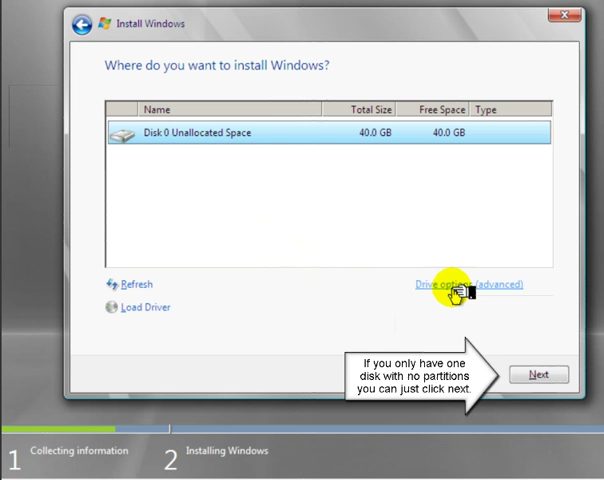 Install Windows
Where do you want to install Windows?
Name Total Size Free Space Type
Disk 0 Unallocated Space 40.0 GB 40.0 GB
Refresh Drive options (advanced)
Load Driver
If you only have one
disk with no partitions
you can just click next.
Next
1 Collecting information 2 Installing Windows